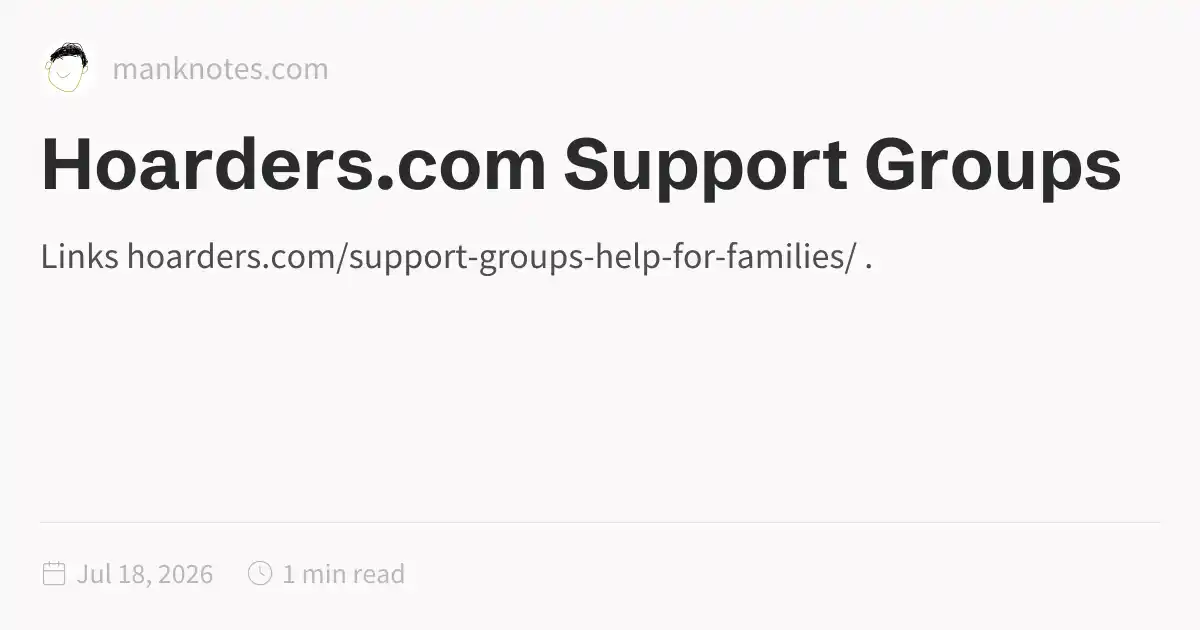 manknotes.com
Hoarders.com Support Groups
Links hoarders.com/support-groups-help-for-families/ .
Jul 18, 2026 1 min read